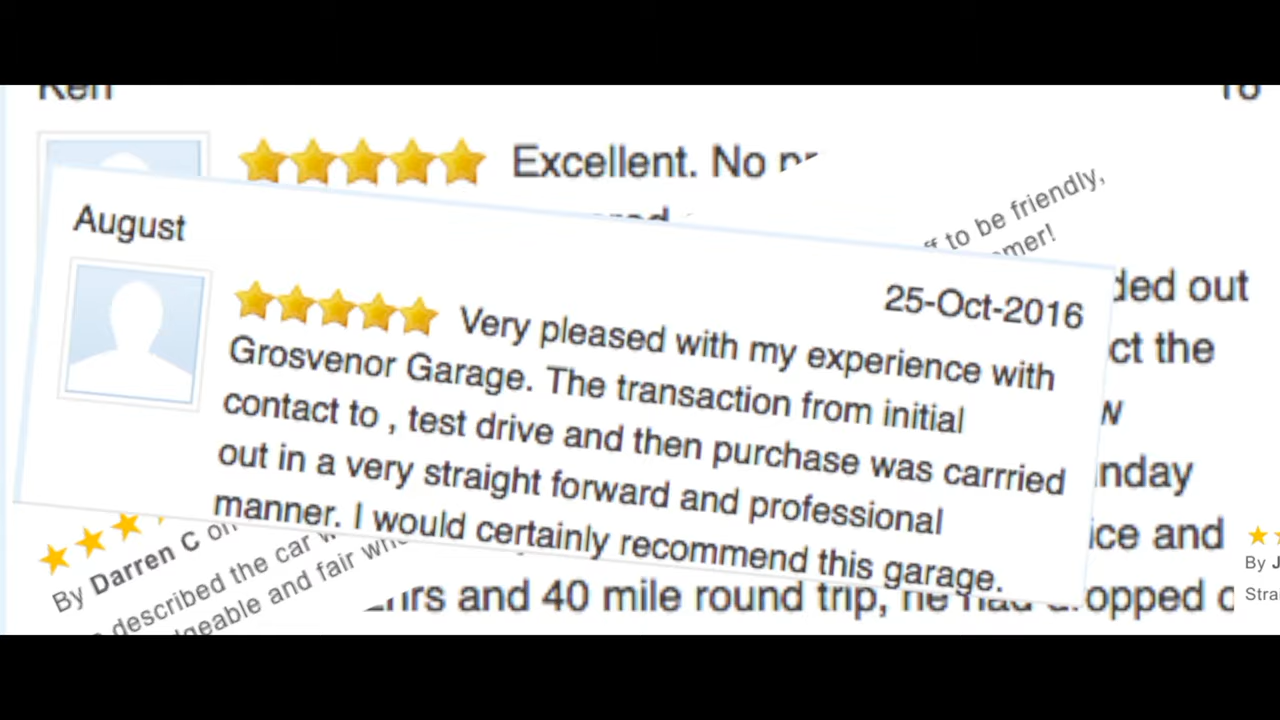 Ken
Excellent. No
to be friendly,
August
25-Oct-2016
ded out
Very pleased with my experience with
Grosvenor Garage. The transaction from initial
ct the
contact to , test drive and then purchase was carrried
out in a very straight forward and professional
manner. I would certainly recommend this garage.
nday
ice and
By Darren C on
described the car
and fair
hrs and 40 mile round trip, he had dropped
By J